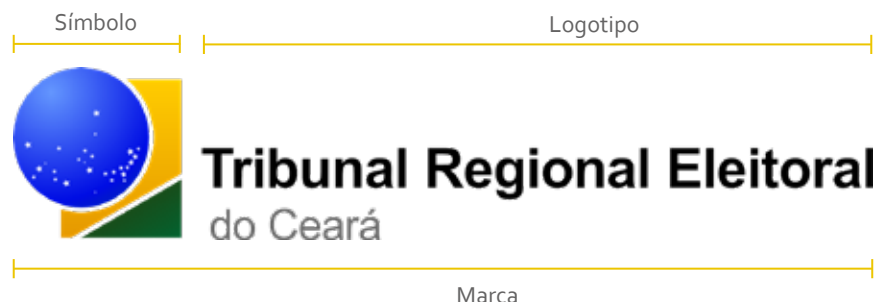 Símbolo
Logotipo
Tribunal Regional Eleitoral
do Ceará
Marca